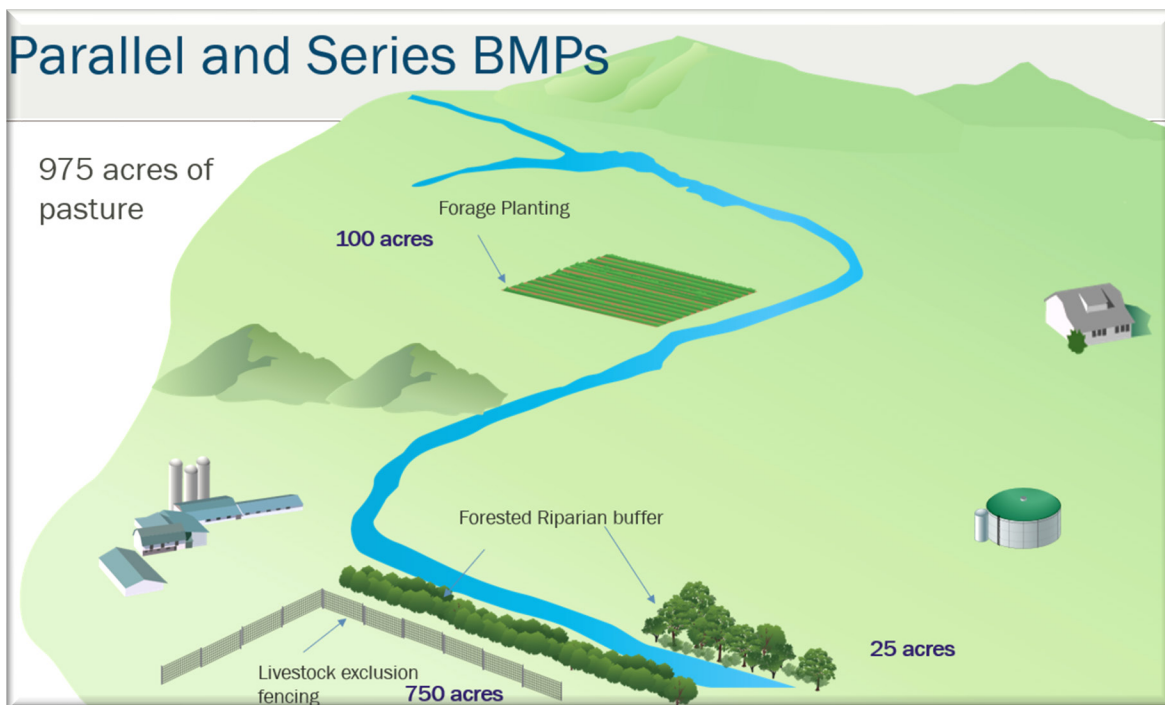 Parallel and Series BMPs
975 acres of
pasture
Forage Planting
100 acres
Forested Riparian buffer
25 acres
Livestock exclusion
fencing
750 acres